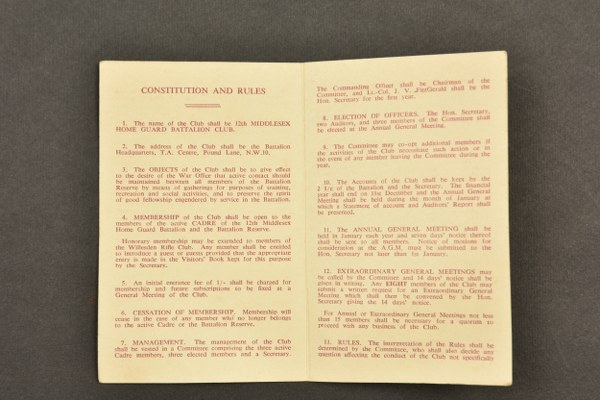 CONSTITUTION AND RULES
1. The name of the Club shall be 12th MIDDLESEX
HOME GUARD BATTALION CLUB.
2. The address of the Club shall be the Battalion
Headquarters, T.A. Centre, Pound Lane, N.W.10.
3. The OBJECTS of the Club shall be to give effect
to the desire of the War Office that active contact should
be maintained between all members of the Battalion
Reserve by means of gatherings for purposes of training,
recreation and social activities, and to preserve the spirit
of good fellowship engendered by service in the Battalion.
4. MEMBERSHIP of the Club shall be open to the
members of the active CADRE of the 12th Middlesex
Home Guard Battalion and the Battalion Reserve.
Honorary membership may be extended to members of
the Willesden Rifle Club. Any member shall be entitled
to introduce a guest or guests provided that the appropriate
entry is made in the Visitors' Book kept for this purpose
by the Secretary.
5. An initial entrance fee of 1/- shall be charged for
membership and future subscriptions to be fixed at a
General Meeting of the Club.
6. CESSATION OF MEMBERSHIP. Membership will
cease in the case of any member who no longer belongs
to the active Cadre or the Battalion Reserve.
7. MANAGEMENT. The management of the Club
shall be vested in a Committee comprising the three active
Cadre members, three elected members and a Secretary.
The Commanding Officer shall be Chairman of the
Committee, and Lt.-Col. J. V. FitzGerald shall be the
Hon. Secretary for the first year.
8. ELECTION OF OFFICERS. The Hon. Secretary,
two Auditors, and three members of the Committee shall
be elected at the Annual General Meeting.
9. The Committee may co-opt additional members if
the activities of the Club necessitate such action or in
the event of any member leaving the Committee during the
year.
10. The Accounts of the Club shall be kept by the
2 I/c of the Battalion and the Secretary. The financial
year shall end on 31st December and the Annual General
Meeting shall be held during the month of January at
which a Statement of account and Auditors' Report shall
be presented.
11. The ANNUAL GENERAL MEETING shall be
held in January each year and seven days' notice thereof
shall be sent to all members. Notice of motions for
consideration at the A.G.M. must be submitted to the
Hon. Secretary not later than by January.
12. EXTRAORDINARY GENERAL MEETINGS may
be called by the Committee and 14 days' notice shall be
given in writing. Any EIGHT members of the Club may
submit a written request for an Extraordinary General
Meeting which shall then be convened by the Hon.
Secretary giving the 14 days' notice.
For Annual or Extraordinary General Meetings not less
than 15 members shall be necessary for a quorum to
proceed with any business of the Club.
13. RULES. The interpretation of the Rules shall be
determined by the Committee, who shall also decide any
question affecting the conduct of the Club not specifically